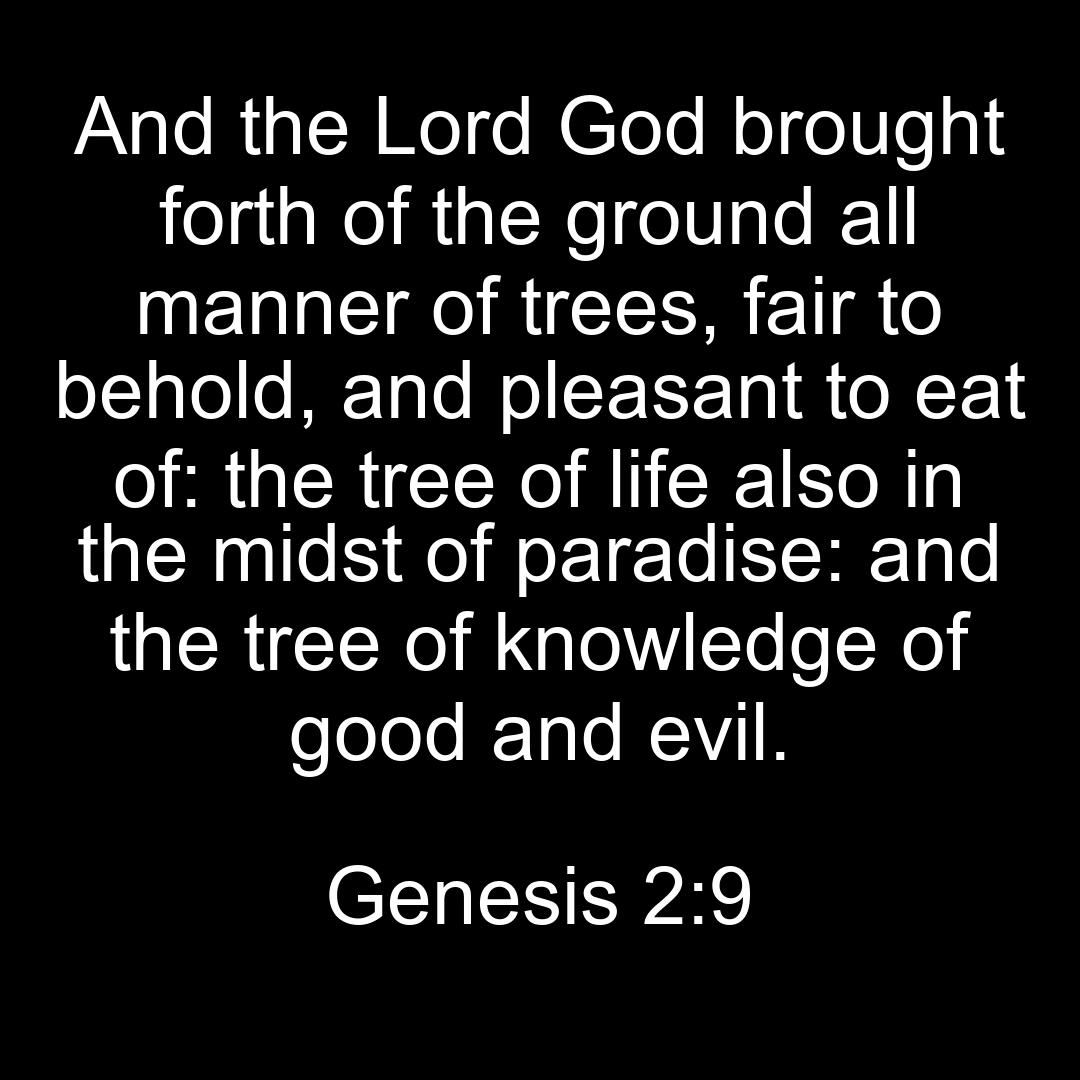 And the Lord God brought
forth of the ground all
manner of trees, fair to
behold, and pleasant to eat
of: the tree of life also in
the midst of paradise: and
the tree of knowledge of
good and evil.
Genesis 2:9